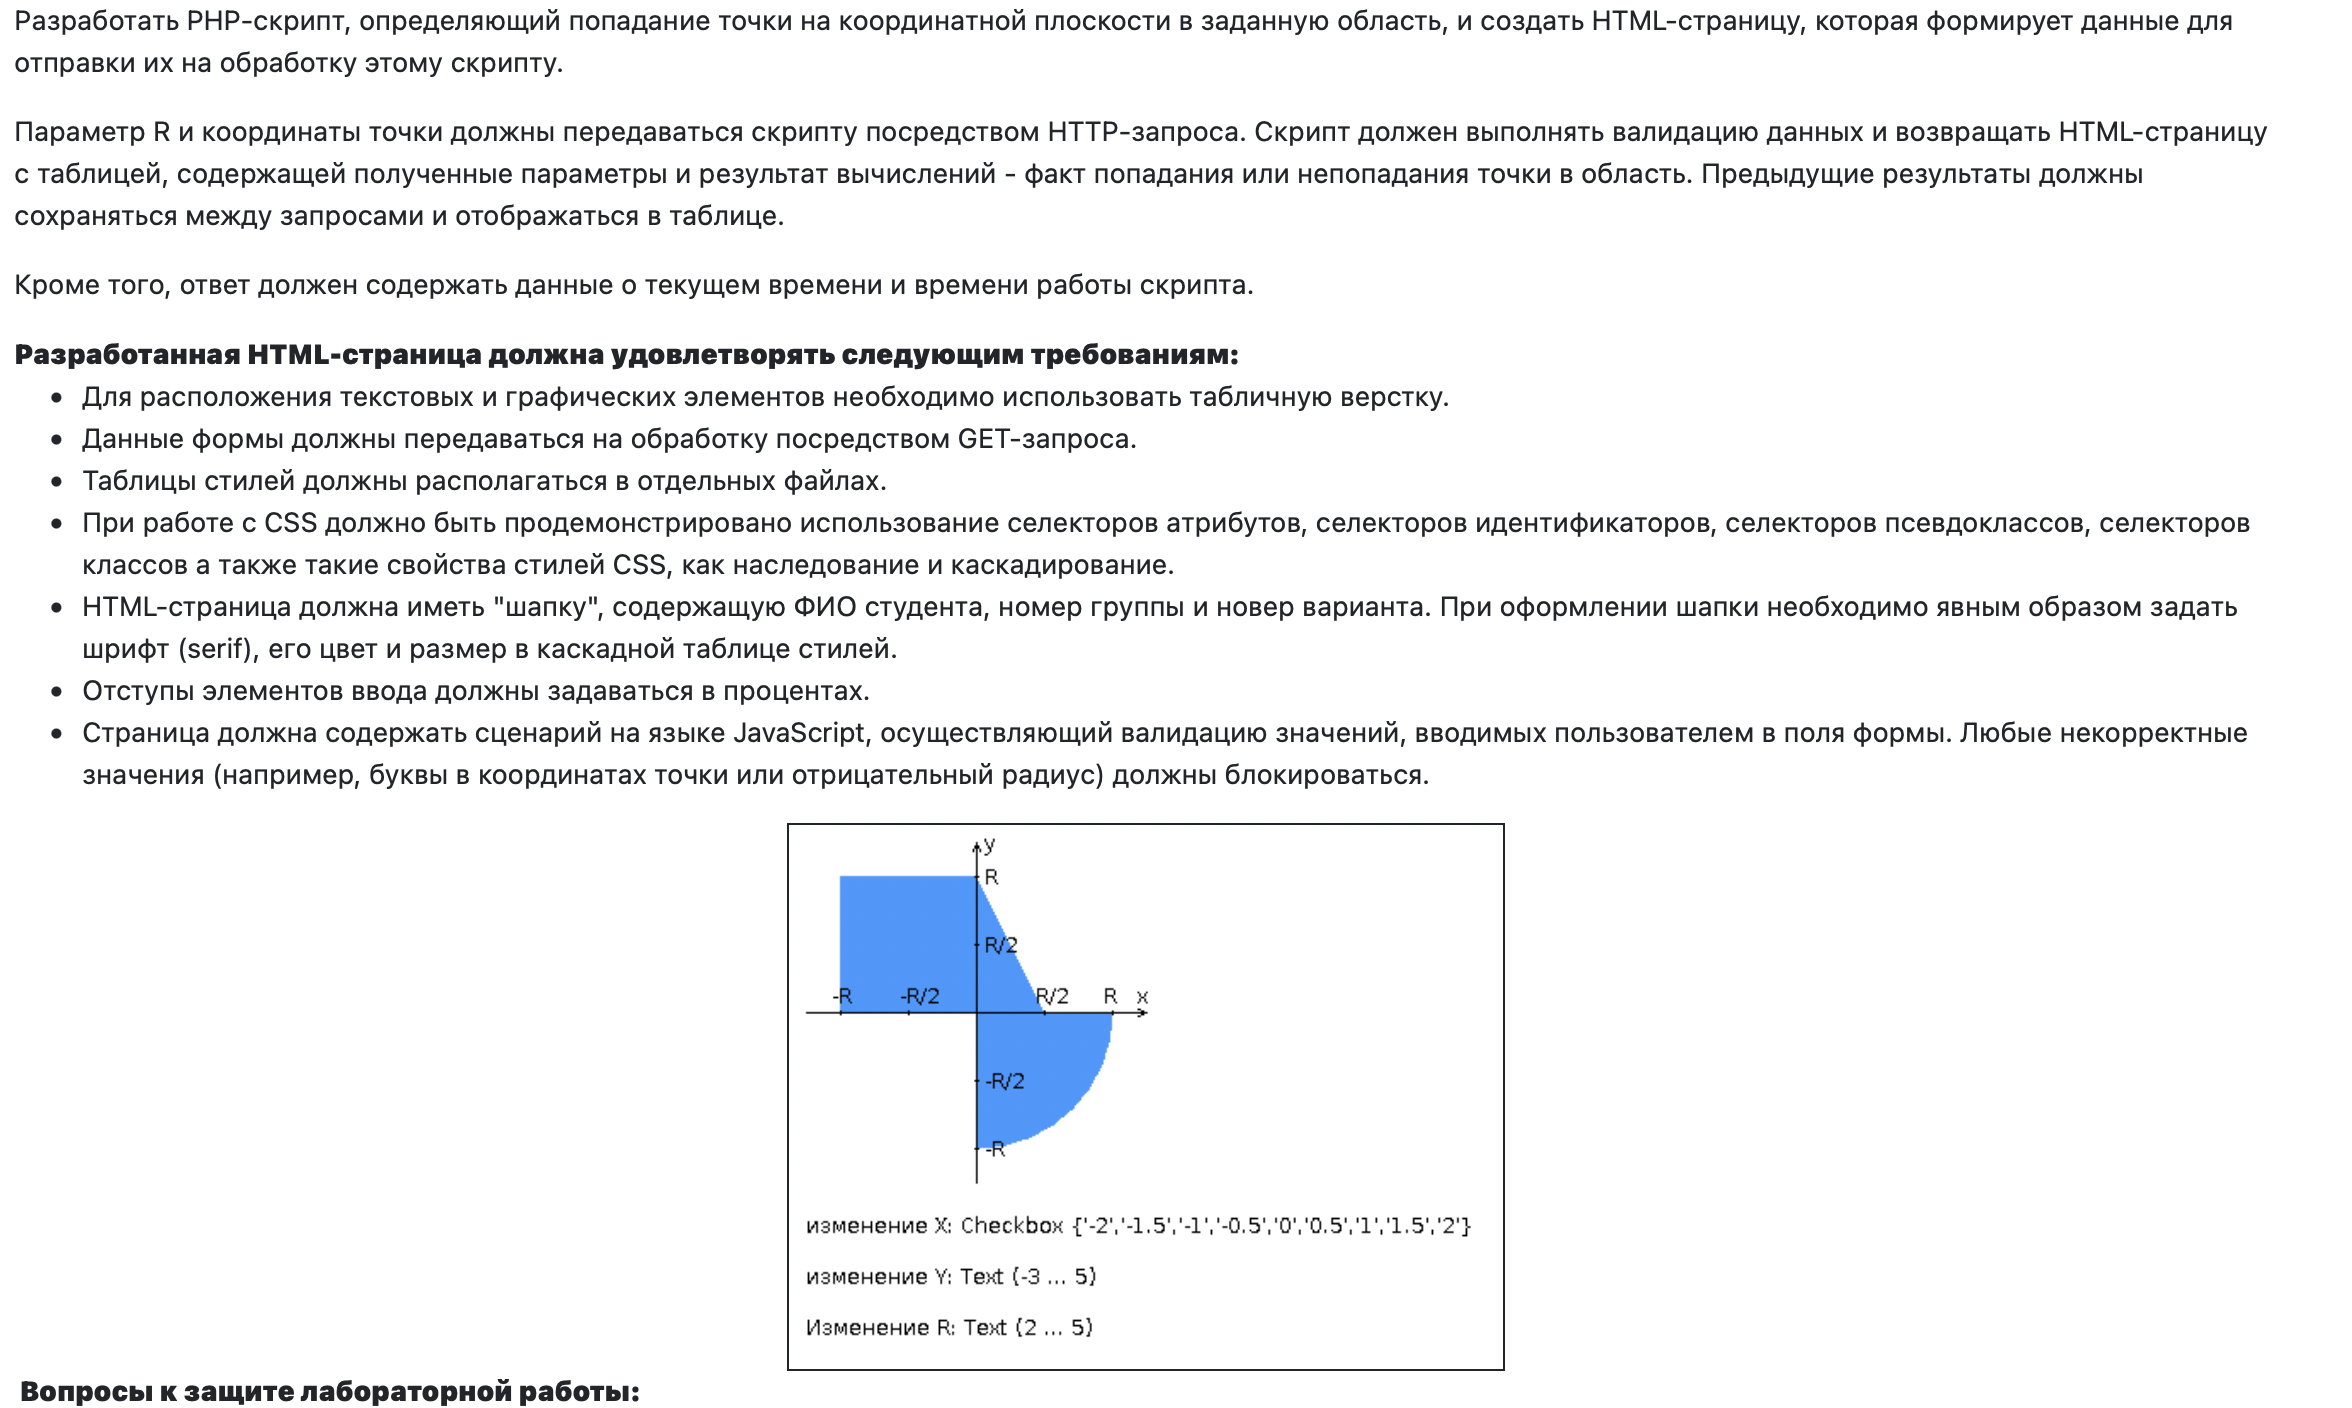 Разработать PHP-скрипт, определяющий попадание точки на координатной плоскости в заданную область, и создать HTML-страницу, которая формирует данные для
отправки их на обработку этому скрипту.
Параметр R и координаты точки должны передаваться скрипту посредством HTTP-запроса. Скрипт должен выполнять валидацию данных и возвращать HTML-страницу
с таблицей, содержащей полученные параметры и результат вычислений - факт попадания или непопадания точки в область. Предыдущие результаты должны
сохраняться между запросами и отображаться в таблице.
Кроме того, ответ должен содержать данные о текущем времени и времени работы скрипта.
Разработанная HTML-страница должна удовлетворять следующим требованиям:
• Для расположения текстовых и графических элементов необходимо использовать табличную верстку.
• Данные формы должны передаваться на обработку посредством GET-запроса.
• Таблицы стилей должны располагаться в отдельных файлах.
• При работе с CSS должно быть продемонстрировано использование селекторов атрибутов, селекторов идентификаторов, селекторов псевдоклассов, селекторов
классов а также такие свойства стилей CSS, как наследование и каскадирование.
• HTML-страница должна иметь "шапку", содержащую ФИО студента, номер группы и новер варианта. При оформлении шапки необходимо явным образом задать
шрифт (serif), его цвет и размер в каскадной таблице стилей.
• Отступы элементов ввода должны задаваться в процентах.
• Страница должна содержать сценарий на языке JavaScript, осуществляющий валидацию значений, вводимых пользователем в поля формы. Любые некорректные
значения (например, буквы в координатах точки или отрицательный радиус) должны блокироваться.
y
R
R/2
-R -R/2 R/2 R x
-R/2
-R
изменение X: Checkbox {'-2','-1.5','-1','-0.5','0','0.5','1','1.5','2'}
изменение Y: Text (-3 ... 5)
Изменение R: Text (2 ... 5)
Вопросы к защите лабораторной работы: